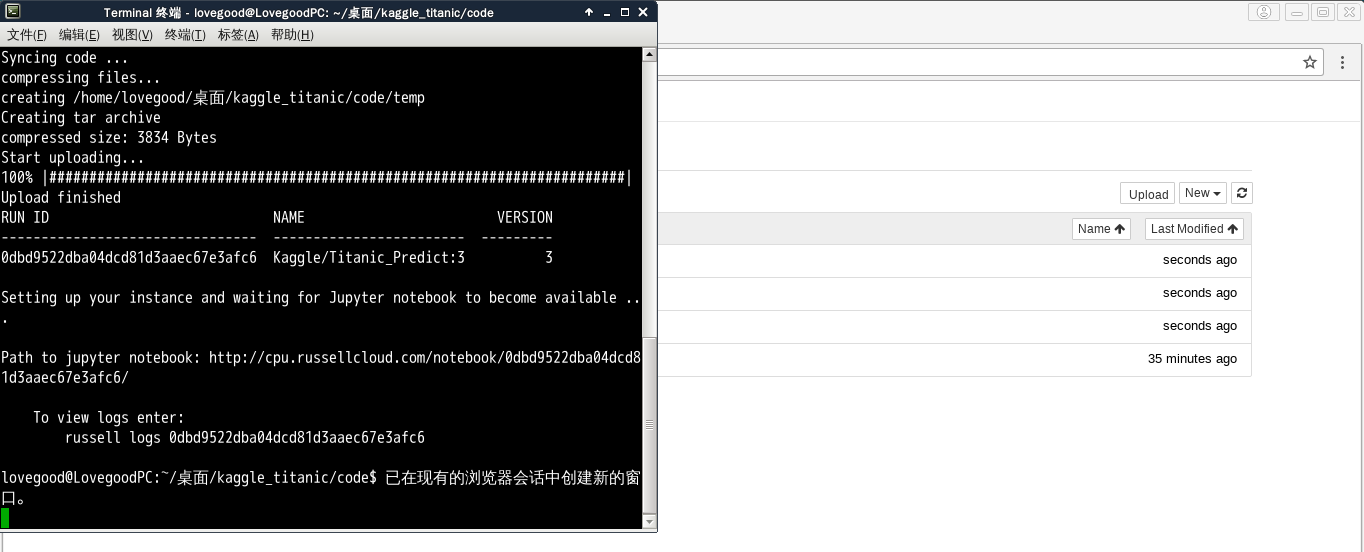 Terminal 终端 - lovegood@LovegoodPC: ~/桌面/kaggle_titanic/code
文件(F) 编辑(E) 视图(V) 终端(T) 标签(A) 帮助(H)
Syncing code ...
compressing files...
creating /home/lovegood/桌面/kaggle_titanic/code/temp
Creating tar archive
compressed size: 3834 Bytes
Start uploading...
100% |########################################################################|
Upload finished
RUN ID NAME VERSION
-------------------------------- ------------------------ ---------
0dbd9522dba04dcd81d3aaec67e3afc6 Kaggle/Titanic_Predict:3 3
Setting up your instance and waiting for Jupyter notebook to become available ..
.
Path to jupyter notebook: http://cpu.russellcloud.com/notebook/0dbd9522dba04dcd8
1d3aaec67e3afc6/
To view logs enter:
russell logs 0dbd9522dba04dcd81d3aaec67e3afc6
lovegood@LovegoodPC:~/桌面/kaggle_titanic/code$ 已在现有的浏览器会话中创建新的窗
口。
Upload New
Name Last Modified
seconds ago
seconds ago
seconds ago
35 minutes ago